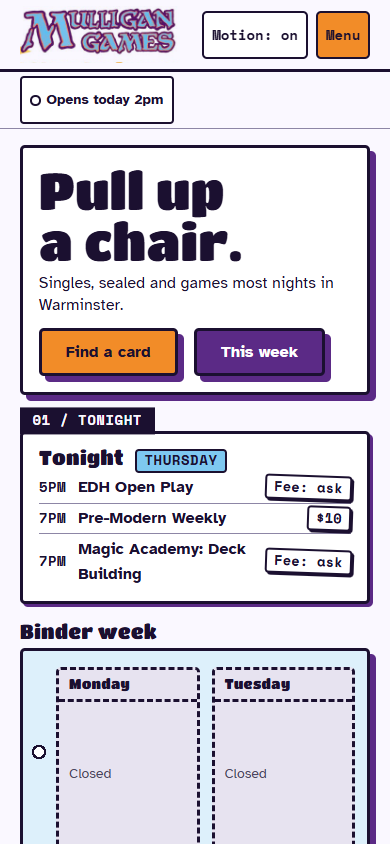 MULLIGAN
GAMES
Motion: on
Menu
Opens today 2pm
Pull up
a chair.
Singles, sealed and games most nights in
Warminster.
Find a card
This week
01 / TONIGHT
Tonight
THURSDAY
5PM EDH Open Play Fee: ask
7PM Pre-Modern Weekly $10
7PM Magic Academy: Deck
Building Fee: ask
Binder week
Monday
Tuesday
Closed
Closed